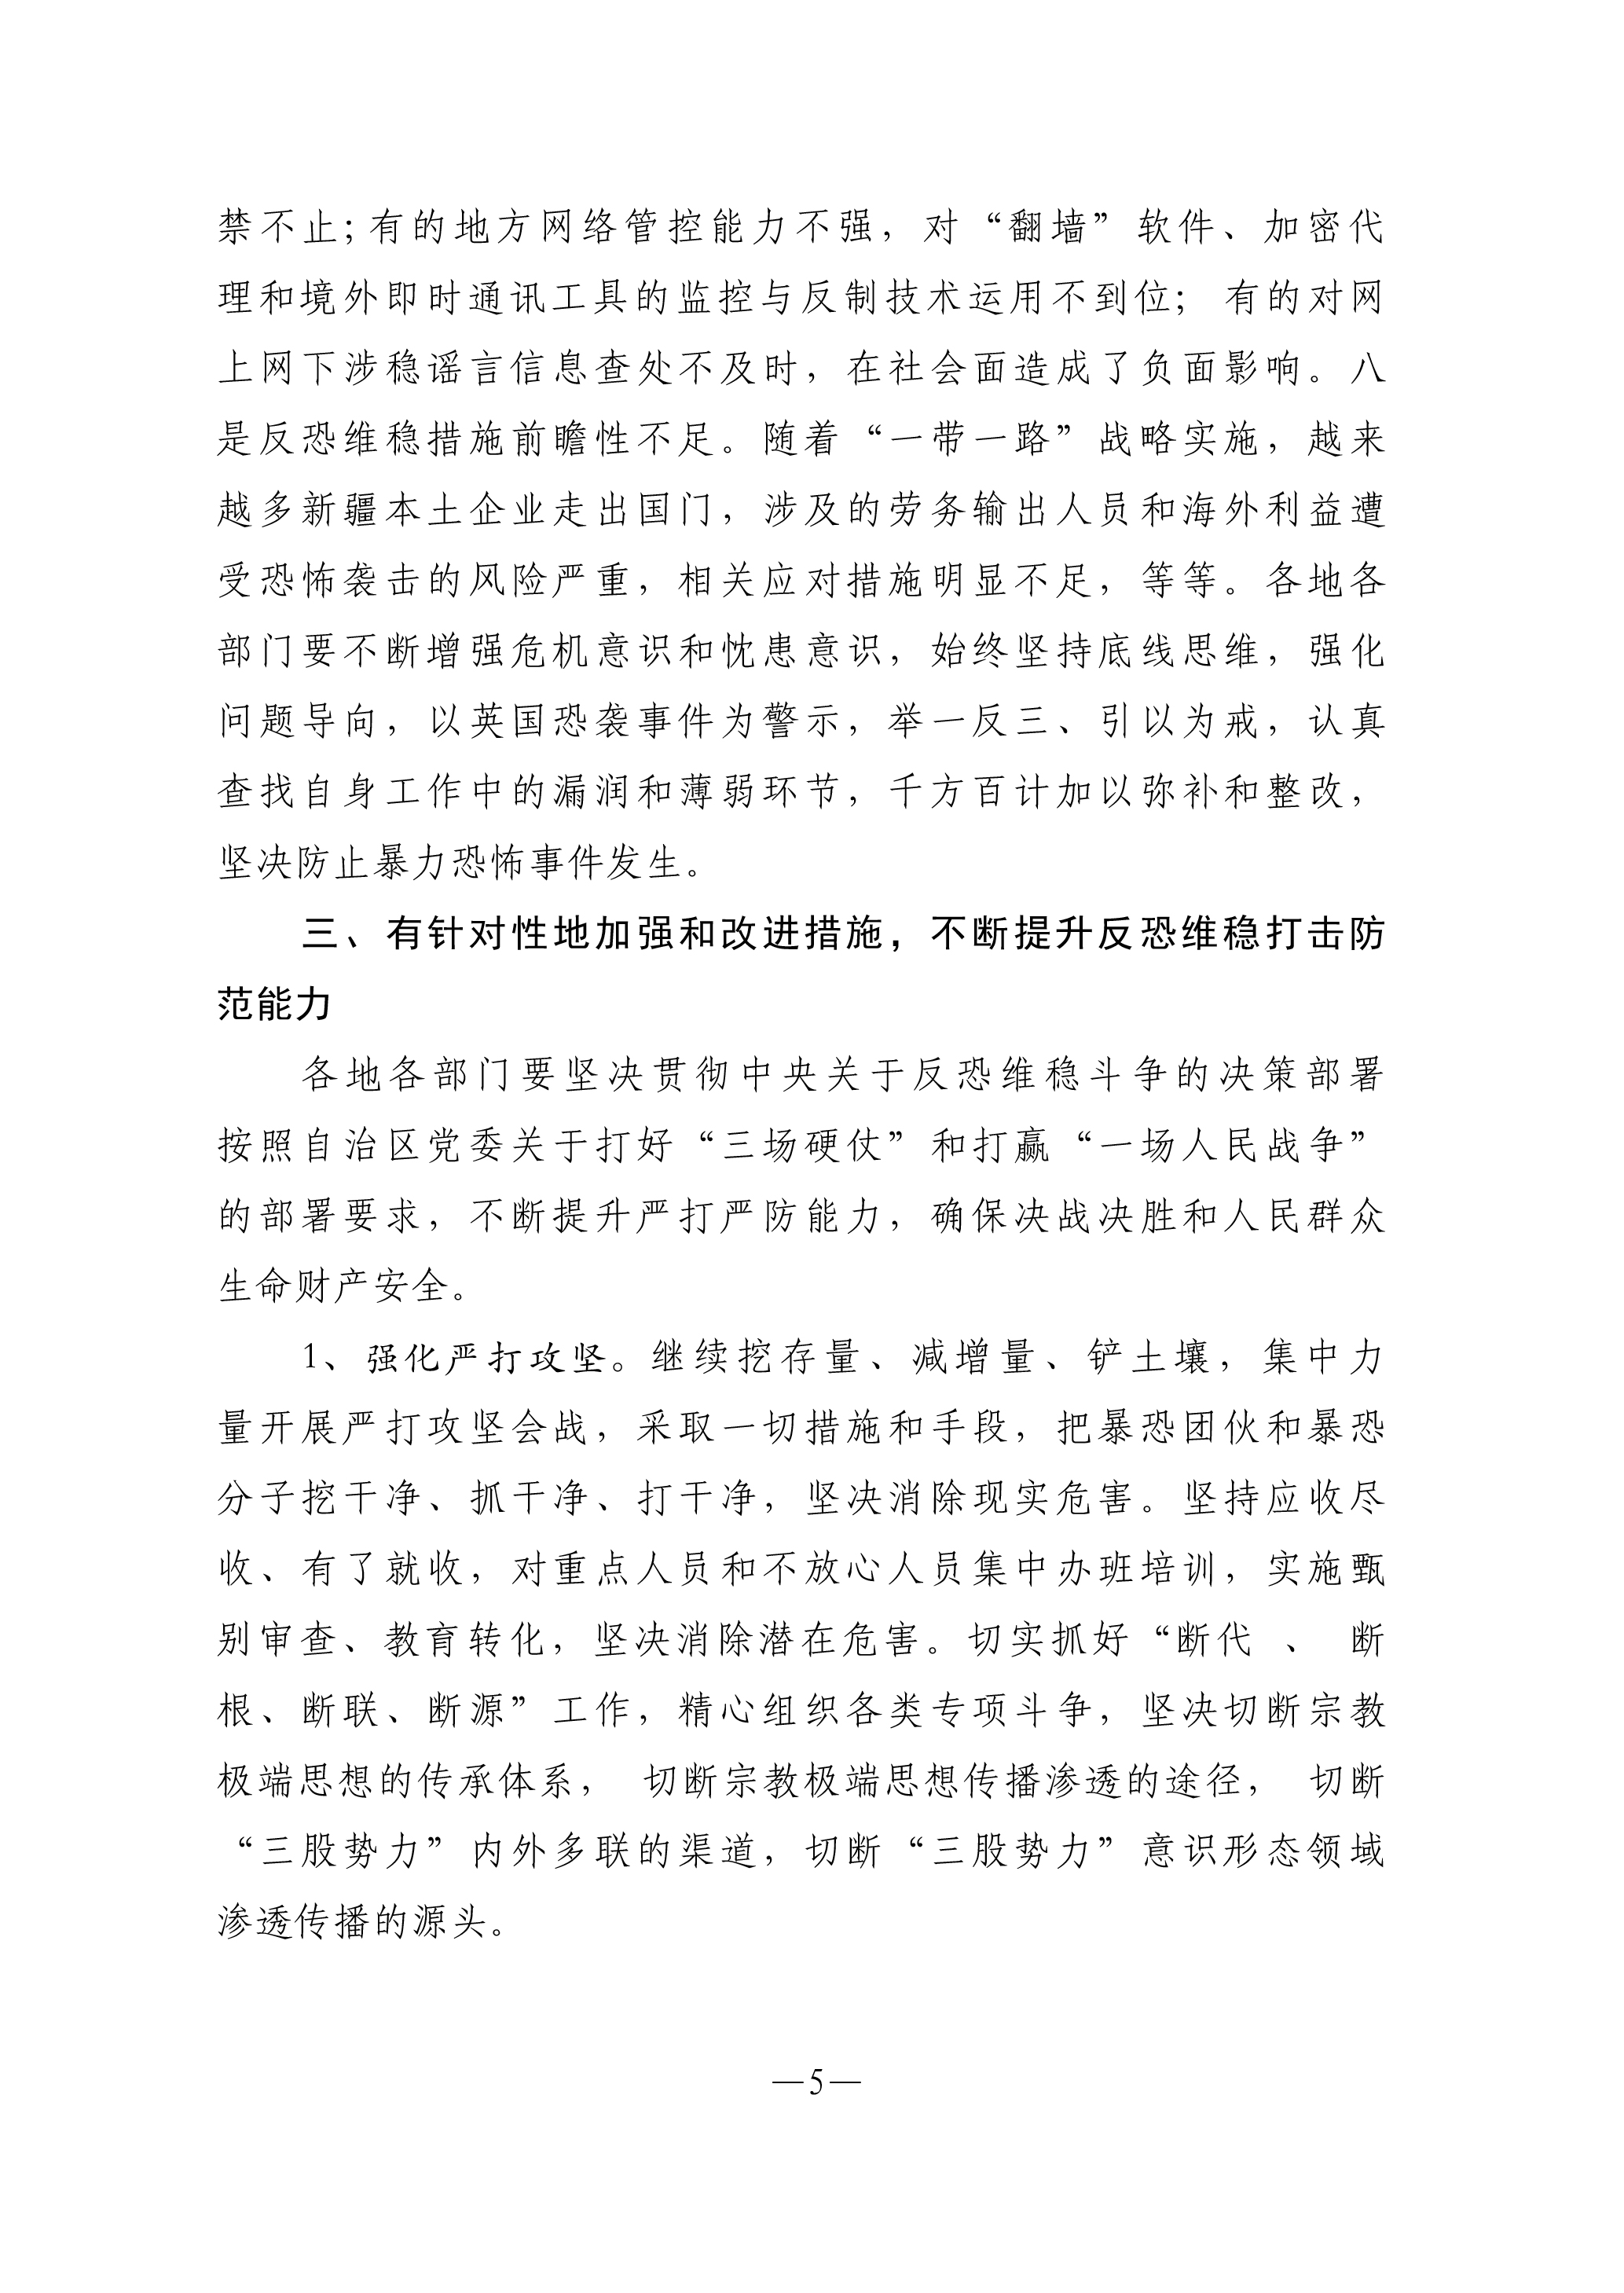 禁不止；有的地方网络管控能力不强，对“翻墙”软件、加密代
理和境外即时通讯工具的监控与反制技术运用不到位； 有的对网
上网下涉稳谣言信息查处不及时，在社会面造成了负面影响。八
是反恐维稳措施前瞻性不足。随着“一带一路”战略实施，越来
越多新疆本土企业走出国门，涉及的劳务输出人员和海外利益遭
受恐怖袭击的风险严重，相关应对措施明显不足，等等。各地各
部门要不断增强危机意识和忱患意识，始终坚持底线思维，强化
问题导向，以英国恐袭事件为警示，举一反三、引以为戒，认真
查找自身工作中的漏润和薄弱环节，千方百计加以弥补和整改，
坚决防止暴力恐怖事件发生。
三、有针对性地加强和改进措施，不断提升反恐维稳打击防
范能力
各地各部门要坚决贯彻中央关于反恐维稳斗争的决策部署
按照自治区党委关于打好“三场硬仗”和打赢“一场人民战争”
的部署要求，不断提升严打严防能力，确保决战决胜和人民群众
生命财产安全。
1、强化严打攻坚。继续挖存量、减增量、铲土壤，集中力
量开展严打攻坚会战，采取一切措施和手段，把暴恐团伙和暴恐
分子挖干净、抓干净、打干净，坚决消除现实危害。坚持应收尽
收、有了就收，对重点人员和不放心人员集中办班培训，实施甄
别审查、教育转化，坚决消除潜在危害。切实抓好“断代 、 断
根、断联、断源”工作，精心组织各类专项斗争，坚决切断宗教
极端思想的传承体系， 切断宗教极端思想传播渗透的途径， 切断
“三股势力”内外多联的渠道，切断“三股势力”意识形态领域
渗透传播的源头。
—5—